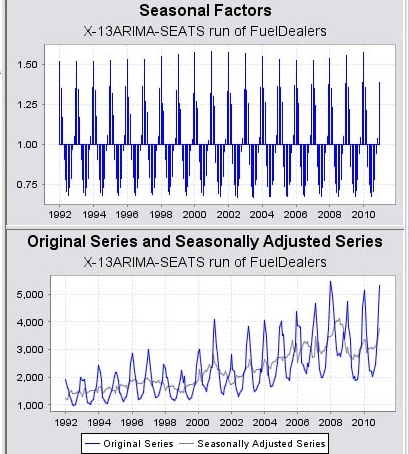 Seasonal Factors
X-13ARIMA-SEATS run of FuelDealers
1.50
1.25
1.00
0.75
1992 1994 1996 1998 2000 2002 2004 2006 2008 2010
Original Series and Seasonally Adjusted Series
X-13ARIMA-SEATS run of FuelDealers
5,000
4,000
3,000
2,000
1,000
1992 1994 1996 1998 2000 2002 2004 2006 2008 2010
Original Series Seasonally Adjusted Series